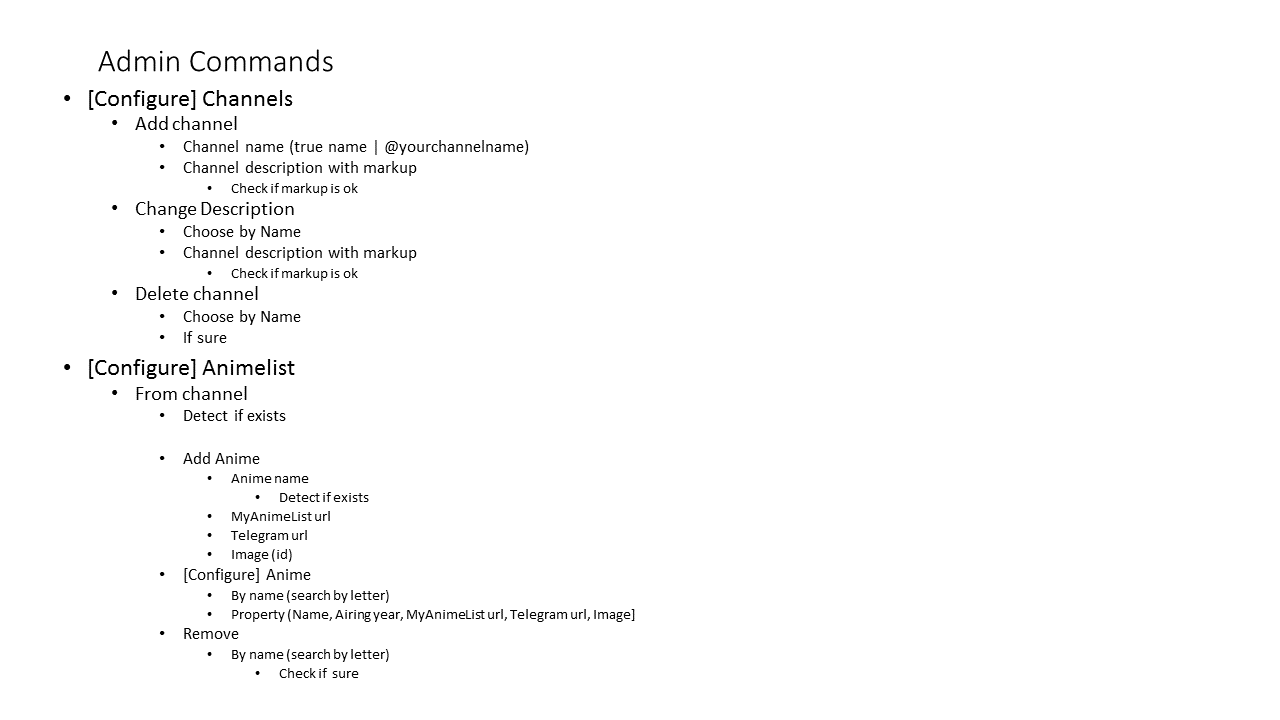 Admin Commands
• [Configure] Channels
• Add channel
• Channel name (true name | @yourchannelname)
• Channel description with markup
• Check if markup is ok
• Change Description
• Choose by Name
• Channel description with markup
• Check if markup is ok
• Delete channel
• Choose by Name
• If sure
• [Configure] Animelist
• From channel
• Detect if exists
• Add Anime
• Anime name
• Detect if exists
• MyAnimeList url
• Telegram url
• Image (id)
• [Configure] Anime
• By name (search by letter)
• Property (Name, Airing year, MyAnimeList url, Telegram url, Image]
• Remove
• By name (search by letter)
• Check if sure